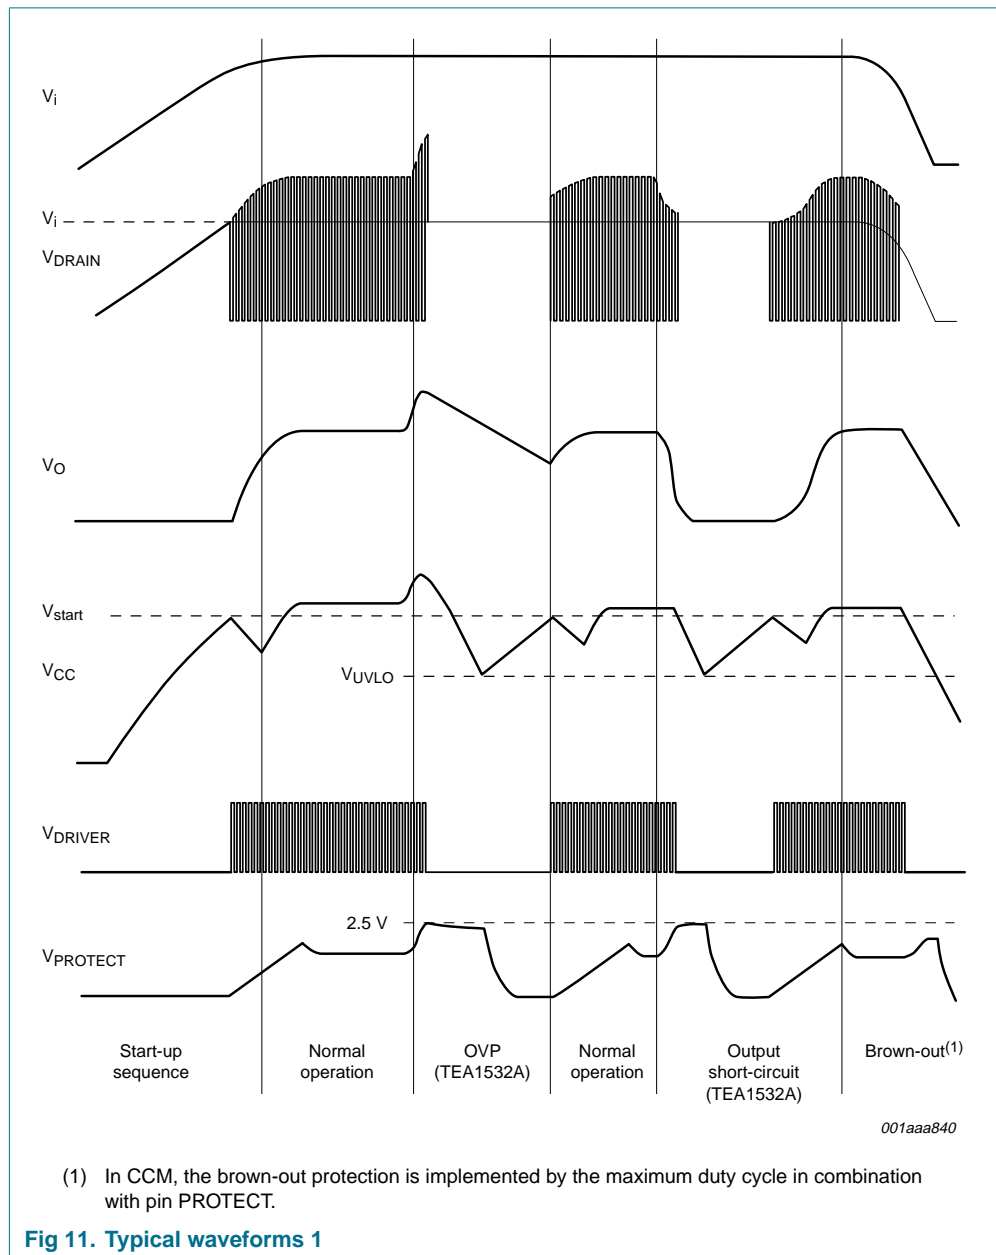 Vi
Vi
VDRAIN
VO
Vstart
VCC
VUVLO
VDRIVER
2.5 V
VPROTECT
Start-up
sequence
Normal
operation
OVP
(TEA1532A)
Normal
operation
Output
short-circuit
(TEA1532A)
Brown-out(1)
001aaa840
(1) In CCM, the brown-out protection is implemented by the maximum duty cycle in combination
with pin PROTECT.
Fig 11. Typical waveforms 1